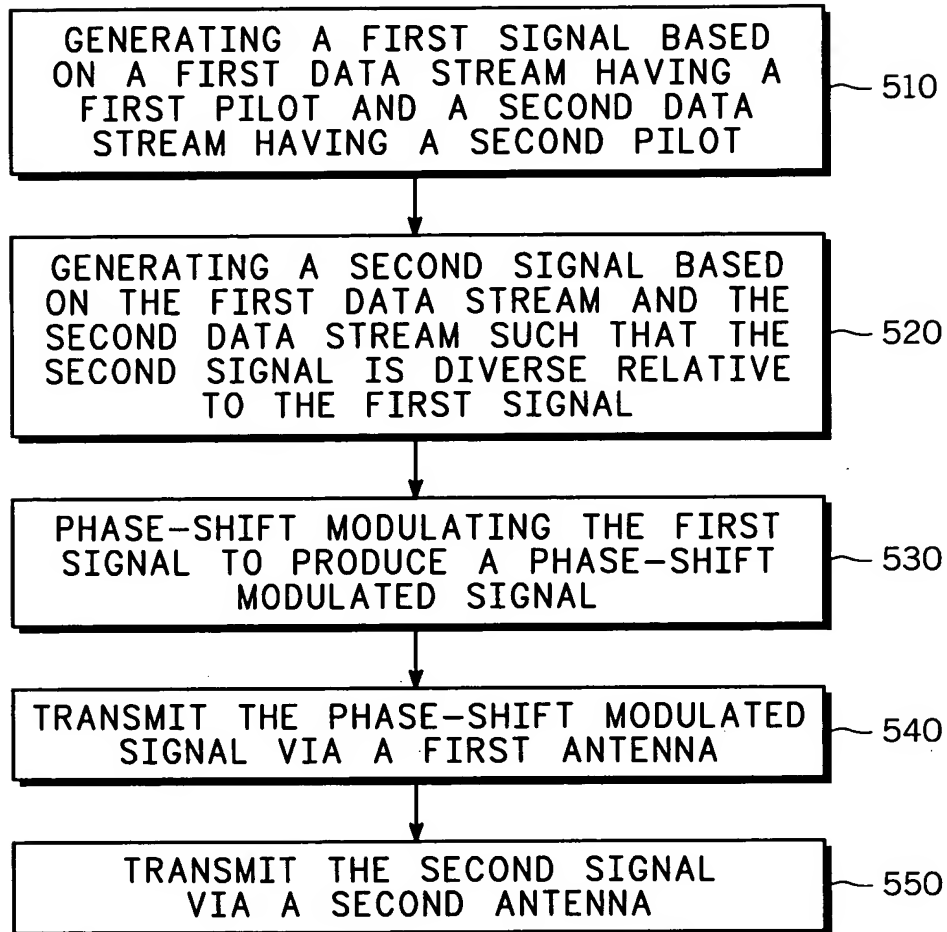 GENERATING A FIRST SIGNAL BASED
ON A FIRST DATA STREAM HAVING A
FIRST PILOT AND A SECOND DATA
STREAM HAVING A SECOND PILOT
510
GENERATING A SECOND SIGNAL BASED
ON THE FIRST DATA STREAM AND THE
SECOND DATA STREAM SUCH THAT THE
SECOND SIGNAL IS DIVERSE RELATIVE
TO THE FIRST SIGNAL
520
PHASE-SHIFT MODULATING THE FIRST
SIGNAL TO PRODUCE A PHASE-SHIFT
MODULATED SIGNAL
530
TRANSMIT THE PHASE-SHIFT MODULATED
SIGNAL VIA A FIRST ANTENNA
540
TRANSMIT THE SECOND SIGNAL
VIA A SECOND ANTENNA
550